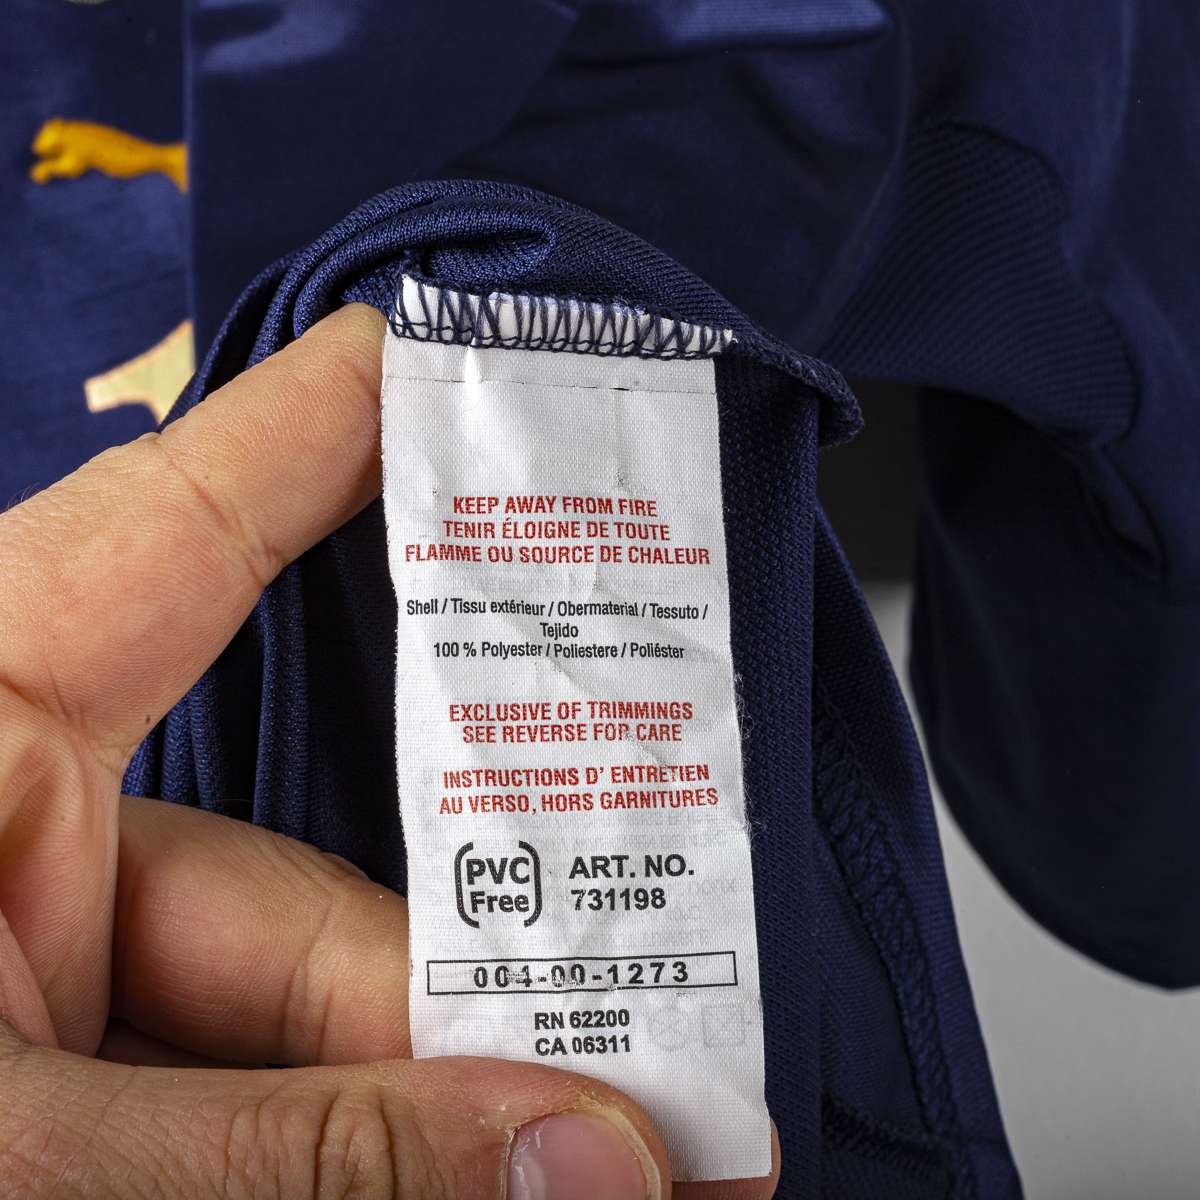 KEEP AWAY FROM FIRE
TENIR ÉLOIGNE DE TOUTE
FLAMME OU SOURCE DE CHALEUR
Shell / Tissu extérieur / Obermaterial / Tessuto /
Tejido
100 % Polyester / Poliestere / Poliéster
EXCLUSIVE OF TRIMMINGS
SEE REVERSE FOR CARE
INSTRUCTIONS D' ENTRETIEN
AU VERSO, HORS GARNITURES
PVC
Free
ART. NO.
731198
004-00-1273
RN 62200
CA 06311